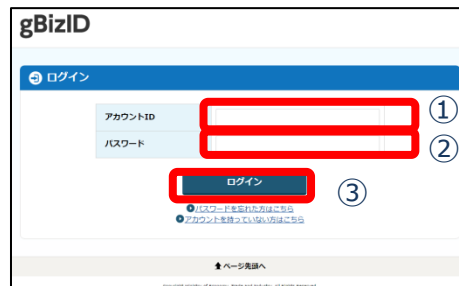 gBizID
ログイン
アカウントID ①
パスワード ②
ログイン ③
パスワードを忘れた方はこちら
アカウントを持っていない方はこちら
ページ先頭へ